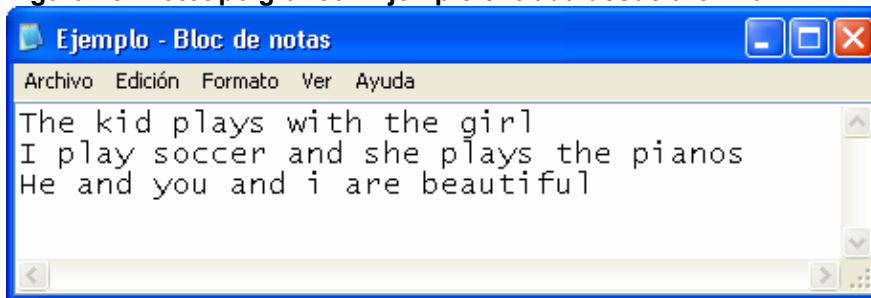 Ejemplo - Bloc de notas
Archivo Edición Formato Ver Ayuda
The kid plays with the girl
I play soccer and she plays the pianos
He and you and i are beautiful